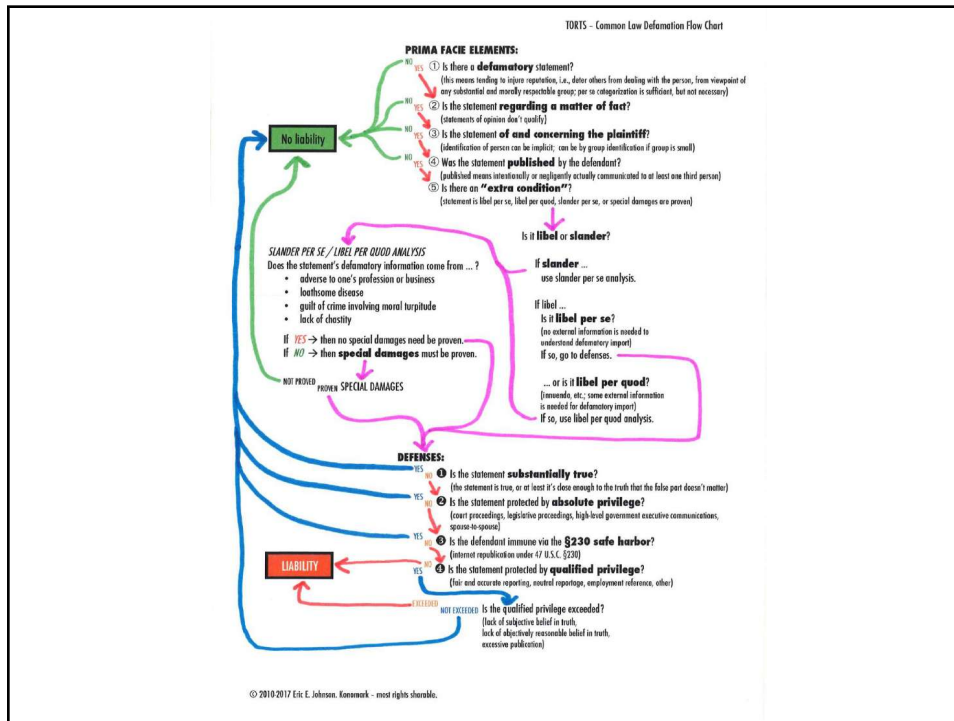 TORTS – Common Law Defamation Flow Chart
PRIMA FACIE ELEMENTS:
NO YES ① Is there a defamatory statement?
(this means tending to injure reputation, i.e., deter others from dealing with the person, from viewpoint of
any substantial and morally respectable group; per se categorization is sufficient, but not necessary)
NO YES ② Is the statement regarding a matter of fact?
(statements of opinion don't qualify)
No liability
NO YES ③ Is the statement of and concerning the plaintiff?
(identification of person can be implicit; can be by group identification if group is small)
NO YES ④ Was the statement published by the defendant?
(published means intentionally or negligently actually communicated to at least one third person)
⑤ Is there an "extra condition"?
(statement is libel per se, libel per quod, slander per se, or special damages are proven)
Is it libel or slander?
If slander ...
use slander per se analysis.
If libel ...
Is it libel per se?
(no external information is needed to
understand defamatory import)
If so, go to defenses.
... or is it libel per quod?
(innuendo, etc.; some external information
is needed for defamatory import)
If so, use libel per quod analysis.
SLANDER PER SE / LIBEL PER QUOD ANALYSIS
Does the statement's defamatory information come from ... ?
• adverse to one's profession or business
• loathsome disease
• guilt of crime involving moral turpitude
• lack of chastity
If YES → then no special damages need be proven.
If NO → then special damages must be proven.
NOT PROVED PROVEN SPECIAL DAMAGES
DEFENSES:
YES NO ❶ Is the statement substantially true?
(the statement is true, or at least it's close enough to the truth that the false part doesn't matter)
YES NO ❷ Is the statement protected by absolute privilege?
(court proceedings, legislative proceedings, high-level government executive communications,
spouse-to-spouse)
YES NO ❸ Is the defendant immune via the §230 safe harbor?
(internet republication under 47 U.S.C. §230)
LIABILITY
NO YES ❹ Is the statement protected by qualified privilege?
(fair and accurate reporting, neutral reportage, employment reference, other)
EXCEEDED NOT EXCEEDED Is the qualified privilege exceeded?
(lack of subjective belief in truth,
lack of objectively reasonable belief in truth,
excessive publication)
© 2010-2017 Eric E. Johnson. Konomark – most rights sharable.